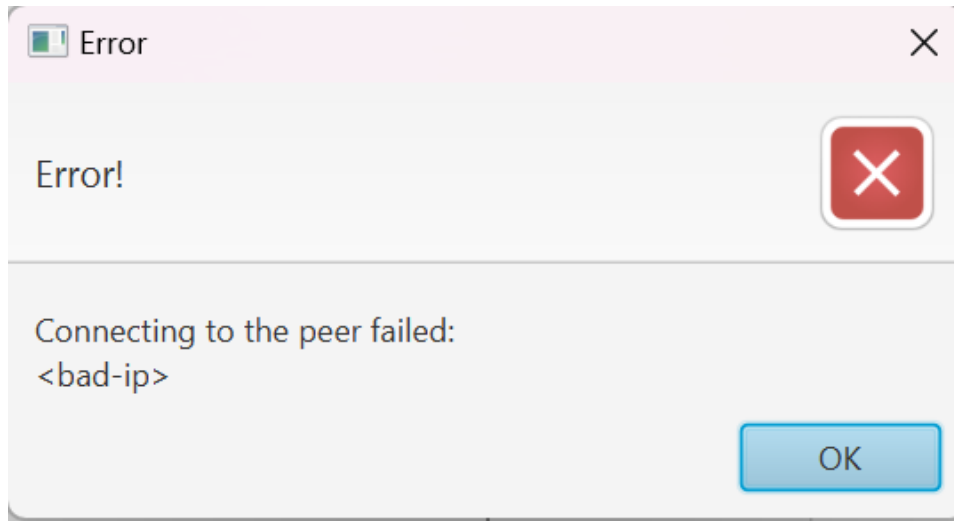 Error
Error!
Connecting to the peer failed:
<bad-ip>
OK